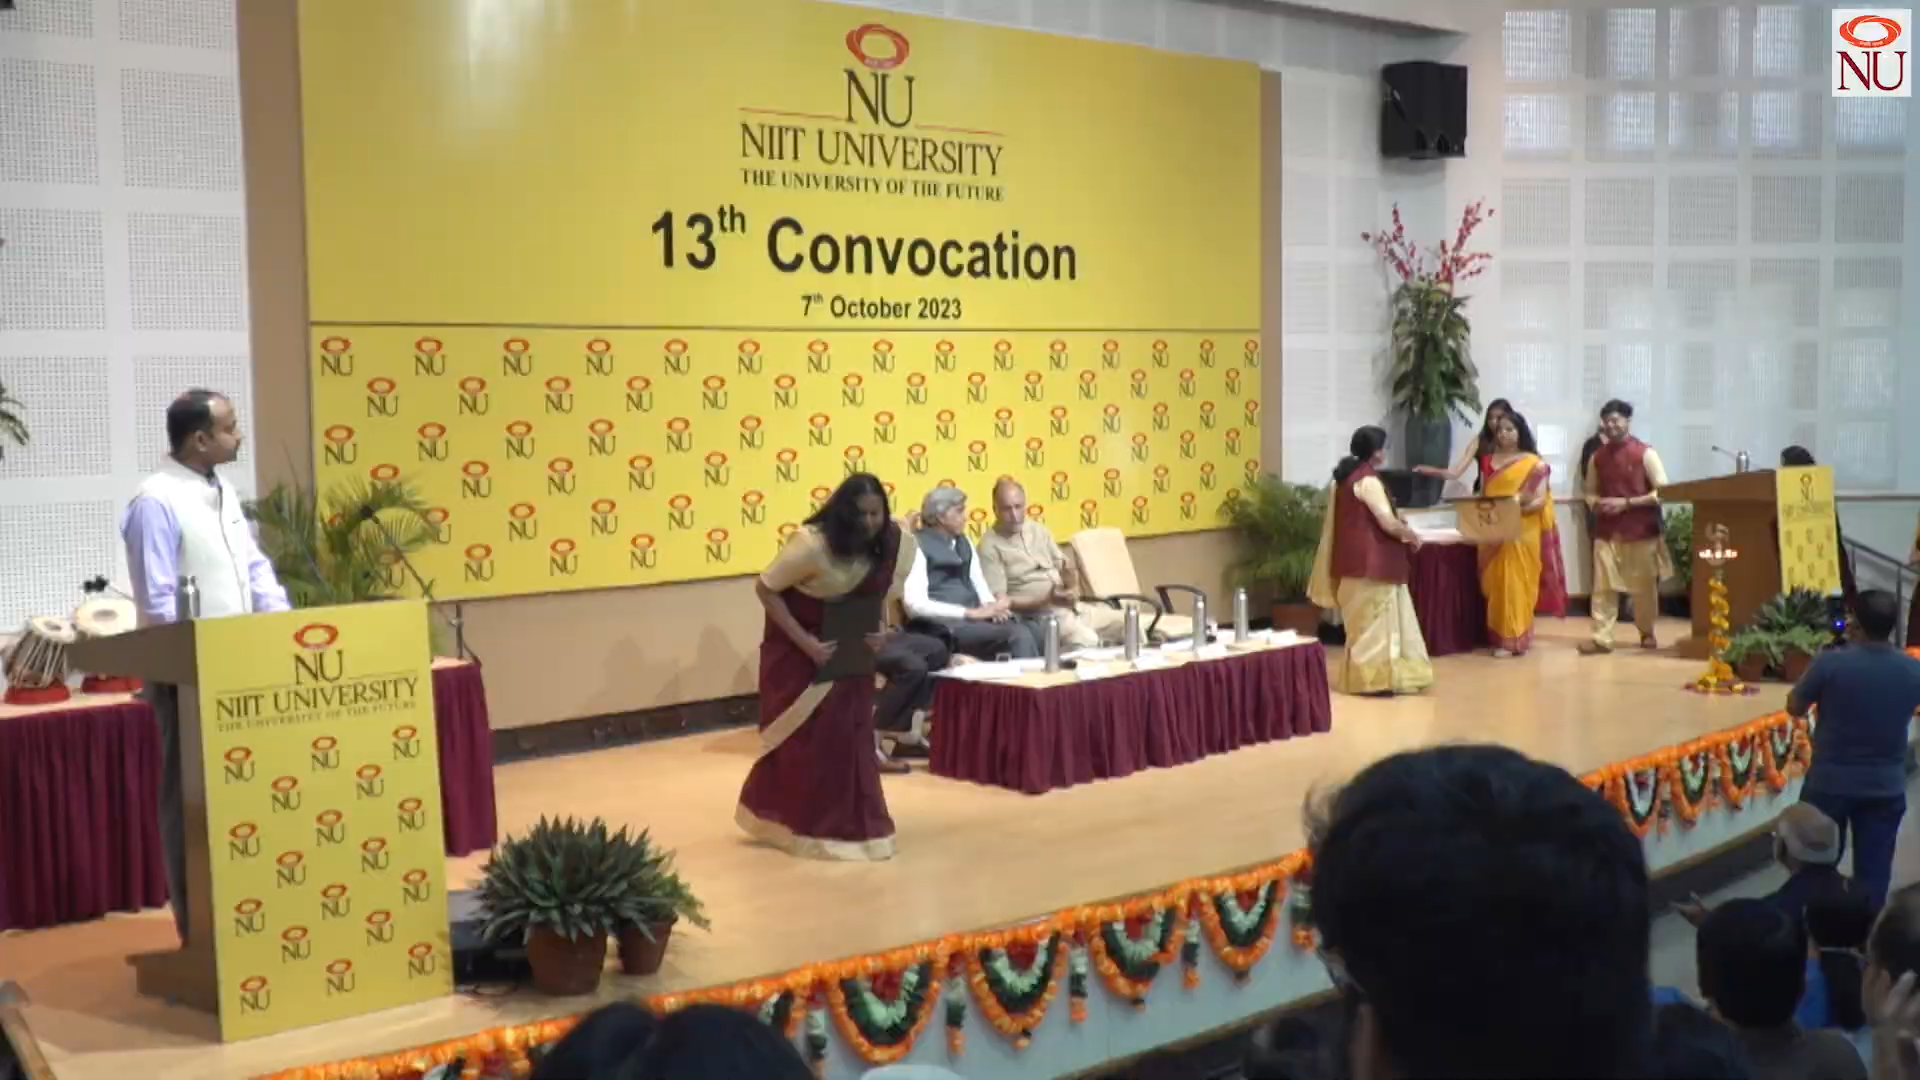 NU
NIIT UNIVERSITY
THE UNIVERSITY OF THE FUTURE
13th Convocation
7th October 2023
NU
NIIT UNIVERSITY
THE UNIVERSITY OF THE FUTURE
NU